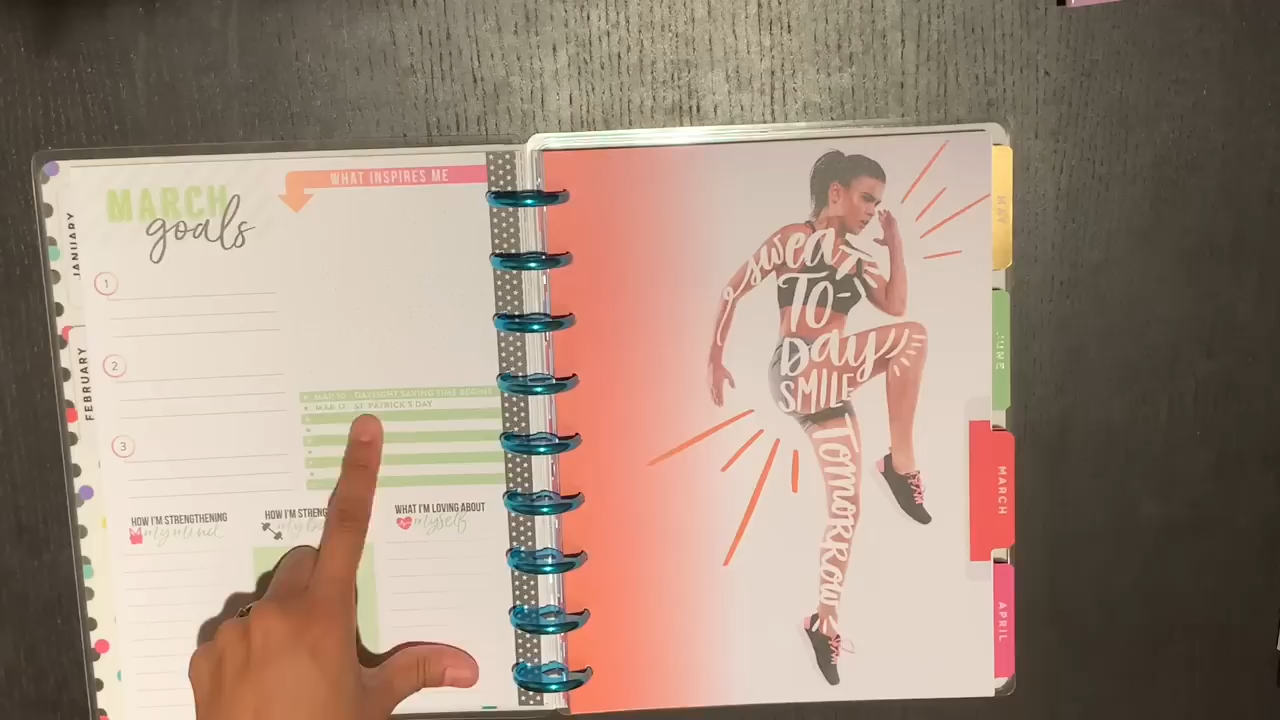 JANUARY
FEBRUARY
MARCH
goals
WHAT INSPIRES ME
1
2
3
MAR 10 DAYLIGHT SAVING TIME BEGINS
MAR 17 ST. PATRICK'S DAY
HOW I'M STRENGTHENING
my mind
HOW I'M
my
WHAT I'M LOVING ABOUT
myself
sweat
TO-
Day
SMILE
Tomorrow
MAY
JUNE
MARCH
APRIL